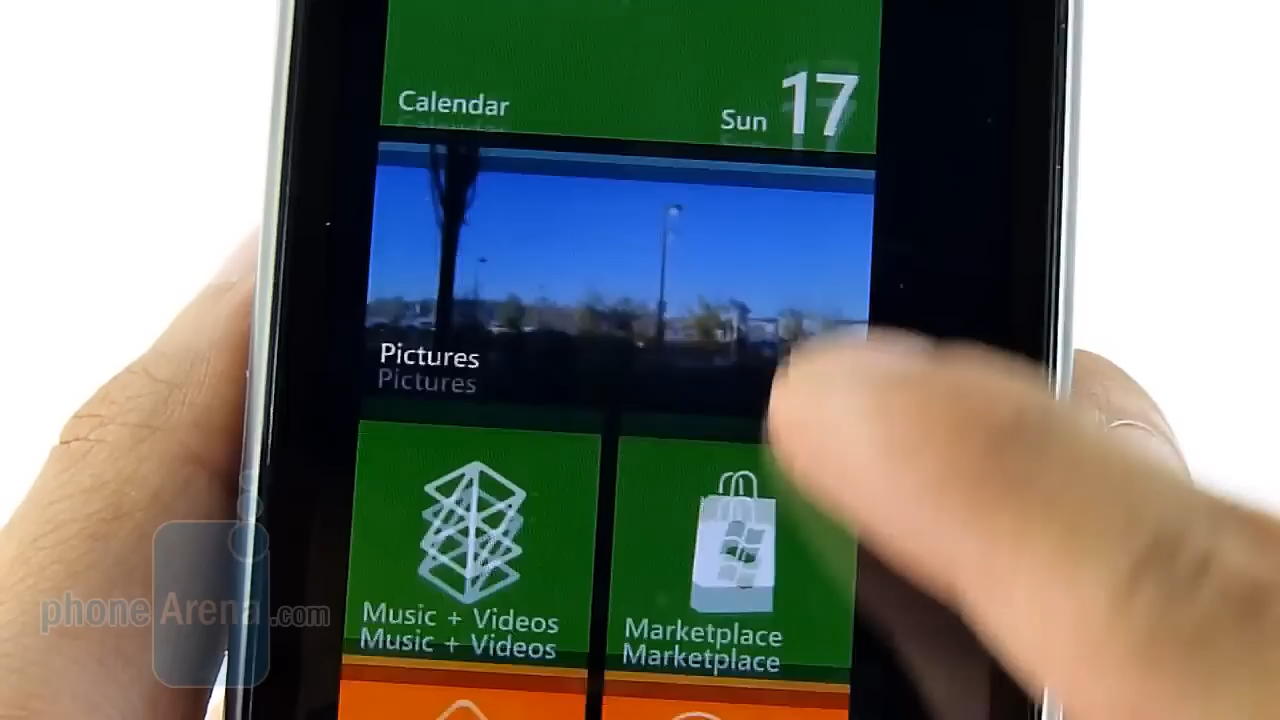 Calendar
Sun 17
Pictures
Pictures
Music + Videos
Music + Videos
Marketplace
Marketplace
phoneArena.com